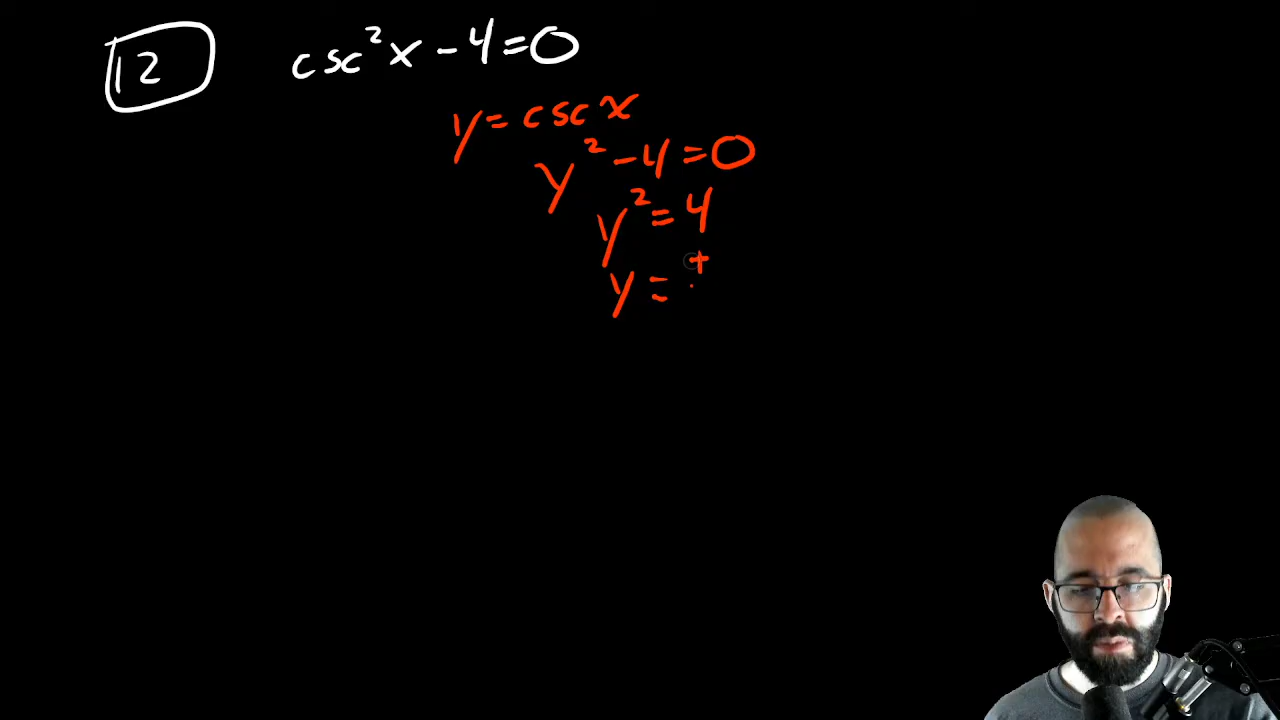 12 csc²x - 4 = 0
y = csc x
y² - 4 = 0
y² = 4
y = +